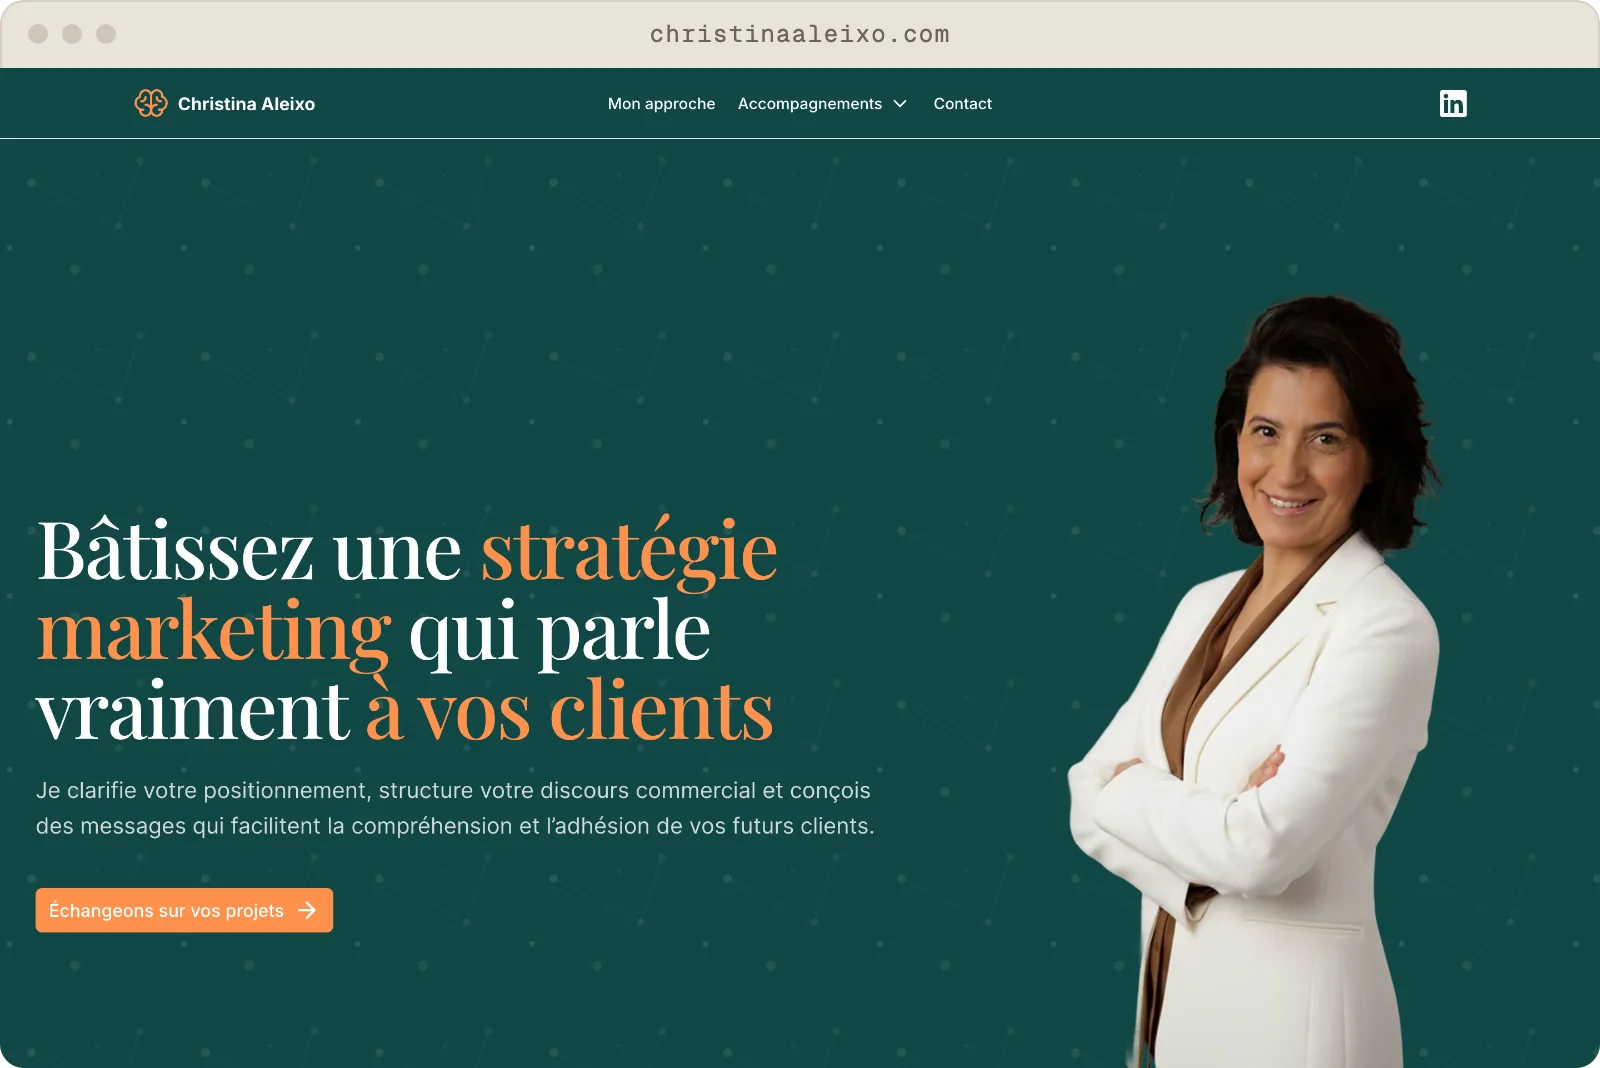 christinaaleixo.com
Christina Aleixo
Mon approche
Accompagnements
Contact
in
Bâtissez une stratégie
marketing qui parle
vraiment à vos clients
Je clarifie votre positionnement, structure votre discours commercial et conçois
des messages qui facilitent la compréhension et l’adhésion de vos futurs clients.
Échangeons sur vos projets